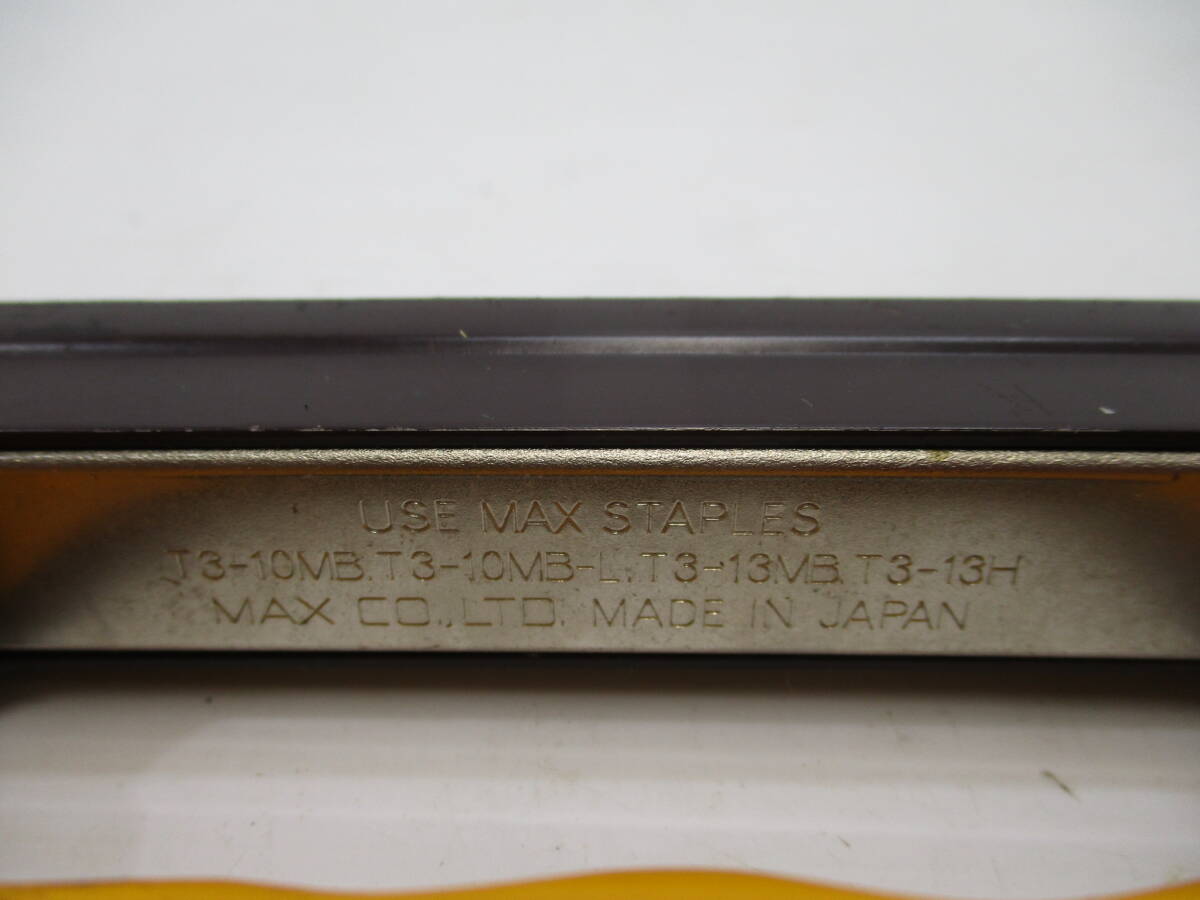 USE MAX STAPLES
T3-10MB.T3-10MB-L.T3-13MB.T3-13H
MAX CO.,LTD. MADE IN JAPAN